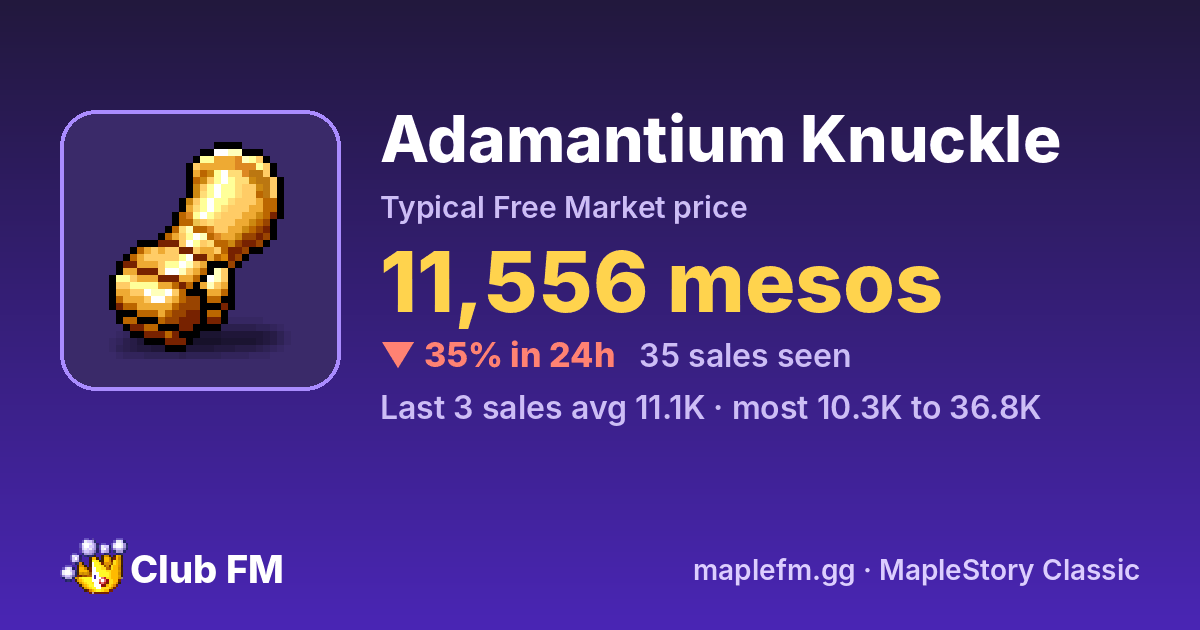 Adamantium Knuckle
Typical Free Market price
11,556 mesos
▼ 35% in 24h 35 sales seen
Last 3 sales avg 11.1K · most 10.3K to 36.8K
Club FM
maplefm.gg · MapleStory Classic